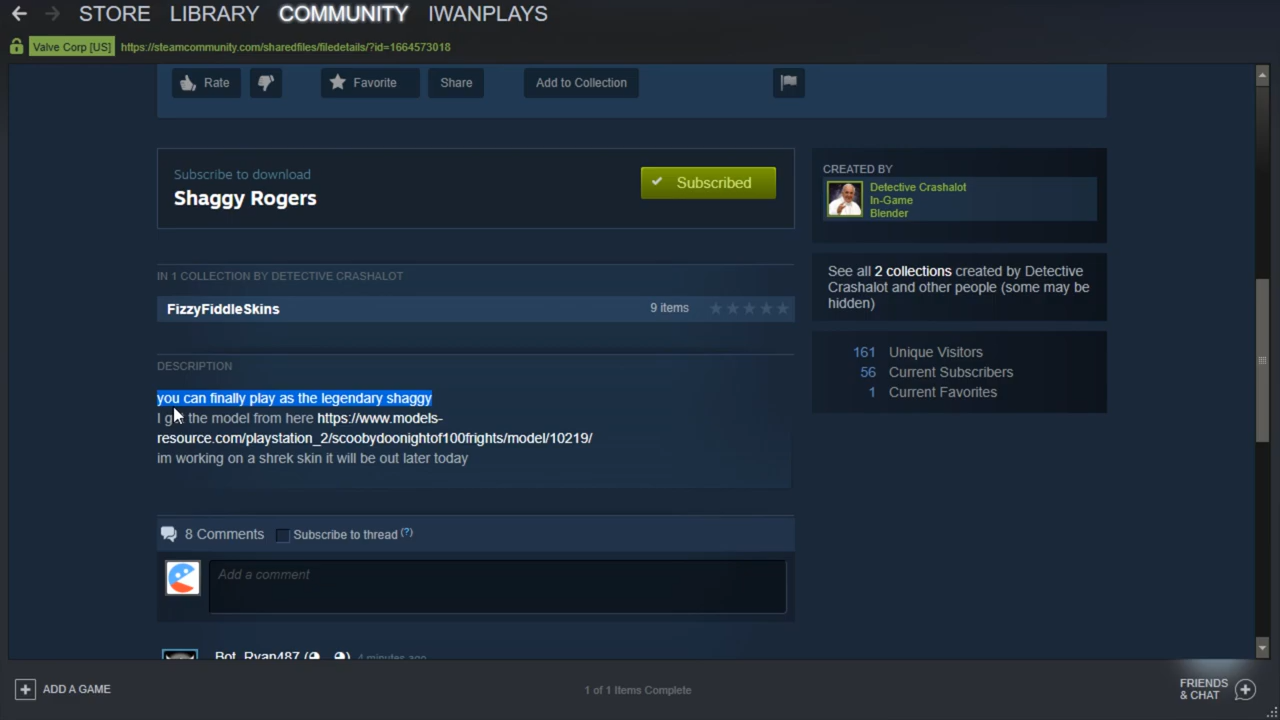 STORE LIBRARY COMMUNITY IWANPLAYS
Valve Corp [US] https://steamcommunity.com/sharedfiles/filedetails/?id=1664573018
Rate Favorite Share Add to Collection
Subscribe to download
Shaggy Rogers
Subscribed
CREATED BY
Detective Crashalot
In-Game
Blender
See all 2 collections created by Detective
Crashalot and other people (some may be
hidden)
161 Unique Visitors
56 Current Subscribers
1 Current Favorites
IN 1 COLLECTION BY DETECTIVE CRASHALOT
FizzyFiddleSkins 9 items
DESCRIPTION
you can finally play as the legendary shaggy
I got the model from here https://www.models-
resource.com/playstation_2/scoobydoonightof100frights/model/10219/
im working on a shrek skin it will be out later today
8 Comments Subscribe to thread (?)
Add a comment
Bot_Ryan487 4 minutes ago
ADD A GAME
1 of 1 Items Complete
FRIENDS
& CHAT